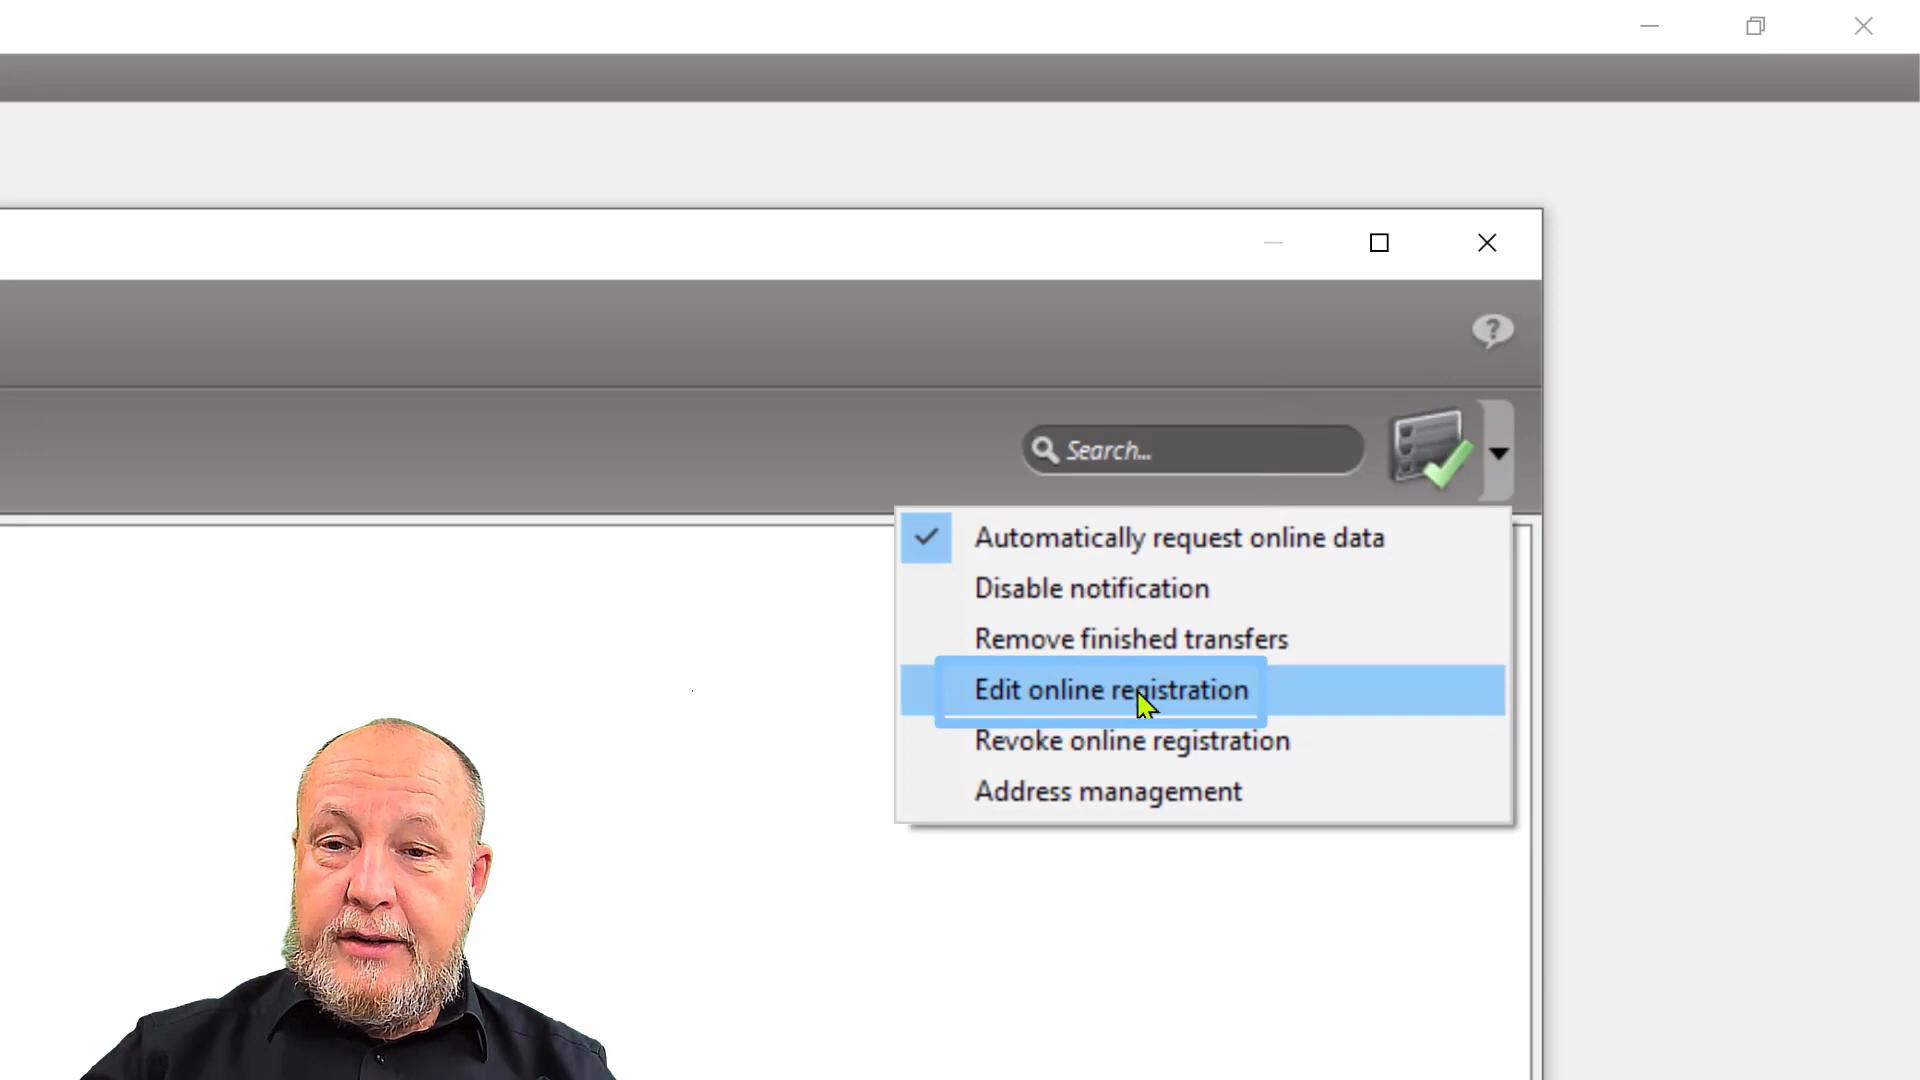 Search...
Automatically request online data
Disable notification
Remove finished transfers
Edit online registration
Revoke online registration
Address management